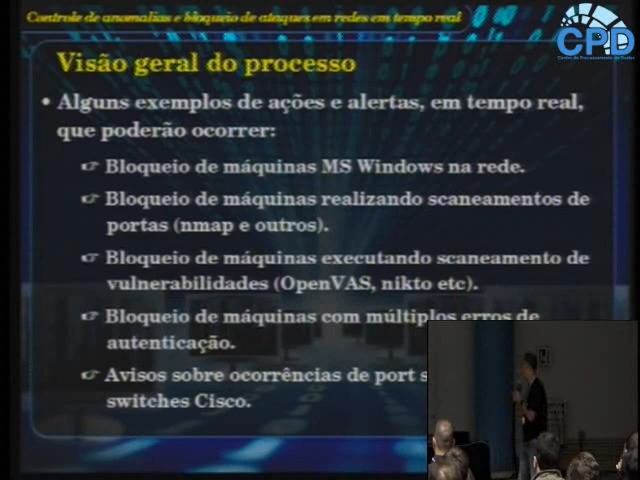 Controle de anomalias e bloqueio de ataques em redes em tempo real
CPD
Centro de Processamento de Dados
Visão geral do processo
• Alguns exemplos de ações e alertas, em tempo real,
que poderão ocorrer:
☞ Bloqueio de máquinas MS Windows na rede.
☞ Bloqueio de máquinas realizando scaneamentos de
portas (nmap e outros).
☞ Bloqueio de máquinas executando scaneamento de
vulnerabilidades (OpenVAS, nikto etc).
☞ Bloqueio de máquinas com múltiplos erros de
autenticação.
☞ Avisos sobre ocorrências de port s
switches Cisco.